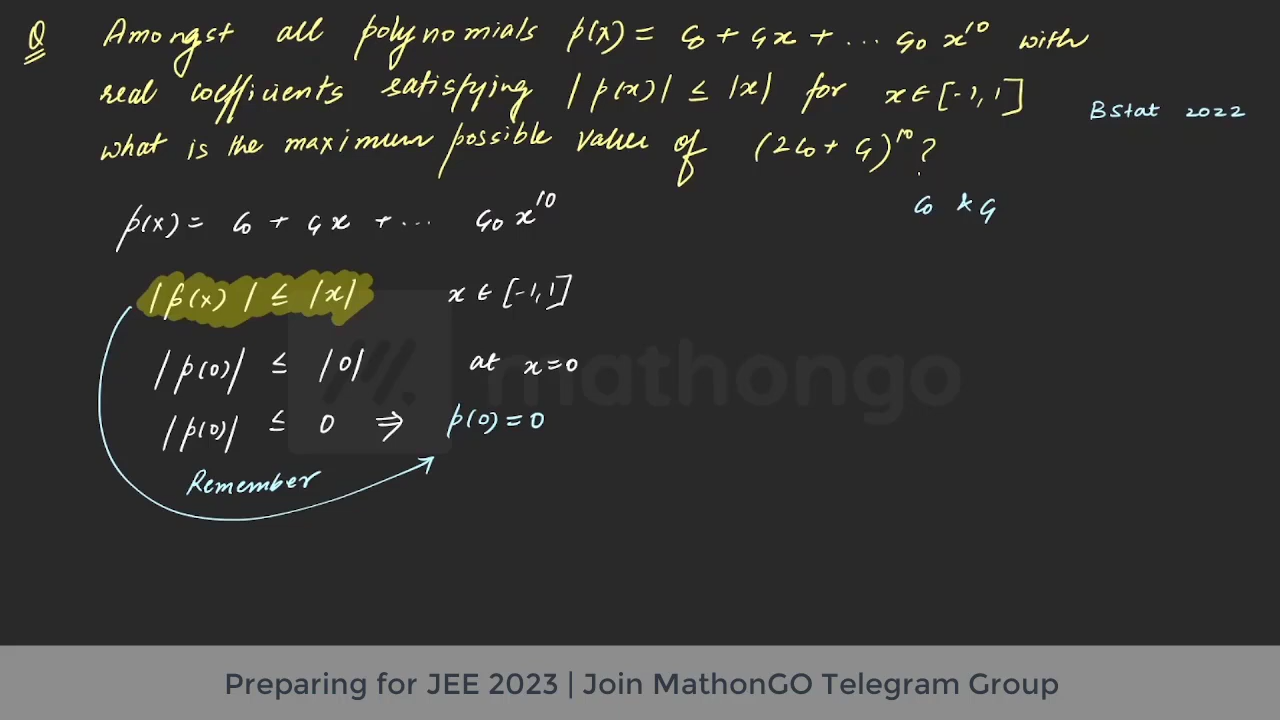 Q Amongst all polynomials p(x) = c₀ + c₁x + ... c₁₀ x¹⁰ with
real coefficients satisfying |p(x)| ≤ |x| for x ∈ [-1,1]
BStat 2022
what is the maximum possible value of (2c₀ + c₁)¹⁰ ?
c₀ & c₁
p(x) = c₀ + c₁x + ... c₁₀ x¹⁰
|p(x)| ≤ |x| x ∈ [-1,1]
|p(0)| ≤ |0| at x=0
mathongo
|p(0)| ≤ 0 ⇒ p(0) = 0
Remember
Preparing for JEE 2023 | Join MathonGO Telegram Group